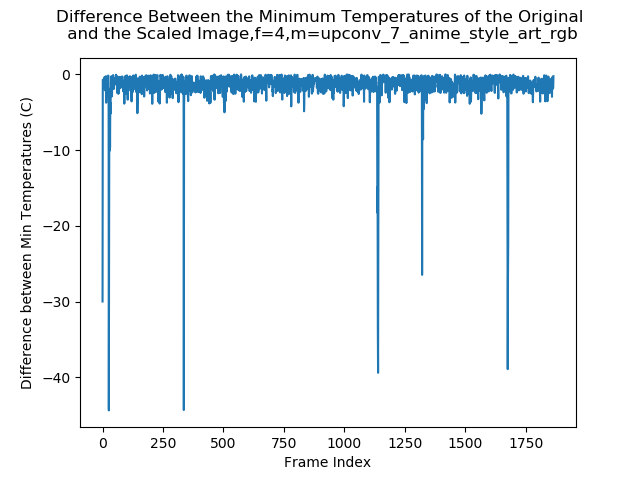 Difference Between the Minimum Temperatures of the Original
and the Scaled Image,f=4,m=upconv_7_anime_style_art_rgb
Difference between Min Temperatures (C)
0
−10
−20
−30
−40
0 250 500 750 1000 1250 1500 1750
Frame Index